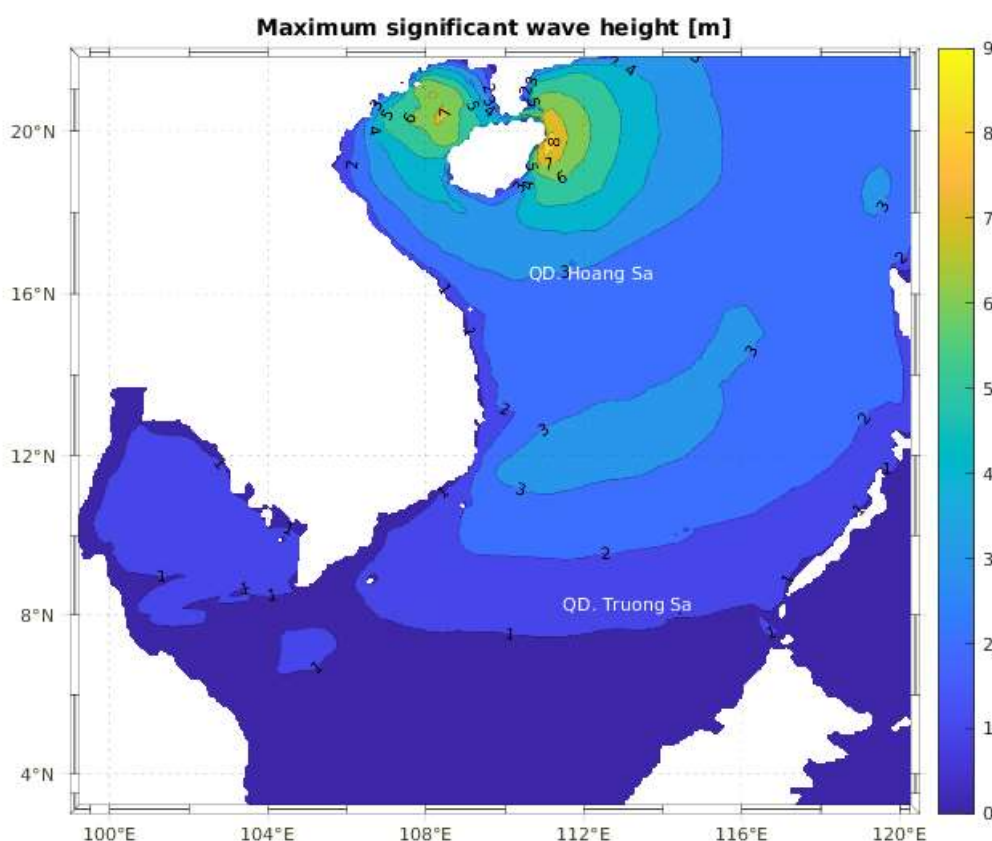 Maximum significant wave height [m]
20°N
16°N
12°N
8°N
4°N
100°E 104°E 108°E 112°E 116°E 120°E
QD. Hoang Sa
QD. Truong Sa
9
8
7
6
5
4
3
2
1
0